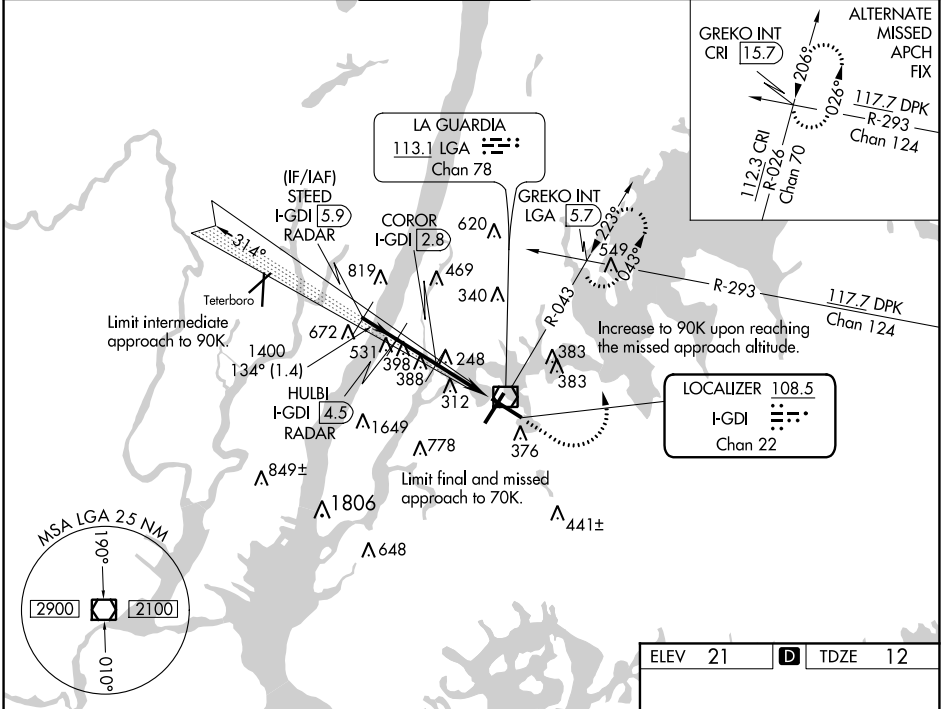 ALTERNATE
MISSED
APCH
FIX
GREKO INT
CRI 15.7
206°
026°
117.7 DPK
R-293
Chan 124
112.3 CRI
R-026
Chan 70
LA GUARDIA
113.1 LGA
Chan 78
(IF/IAF)
STEED
I-GDI 5.9
RADAR
COROR
I-GDI 2.8
GREKO INT
LGA 5.7
223°
043°
549
620
314°
819
469
340
R-043
R-293
117.7 DPK
Chan 124
Teterboro
Limit intermediate
approach to 90K.
672
1400
134° (1.4)
531
398
388
248
312
Increase to 90K upon reaching
the missed approach altitude.
383
383
HULBI
I-GDI 4.5
RADAR
LOCALIZER 108.5
I-GDI
Chan 22
1649
778
376
849±
Limit final and missed
approach to 70K.
1806
441±
648
MSA LGA 25 NM
190°
2900
2100
010°
ELEV 21 D TDZE 12